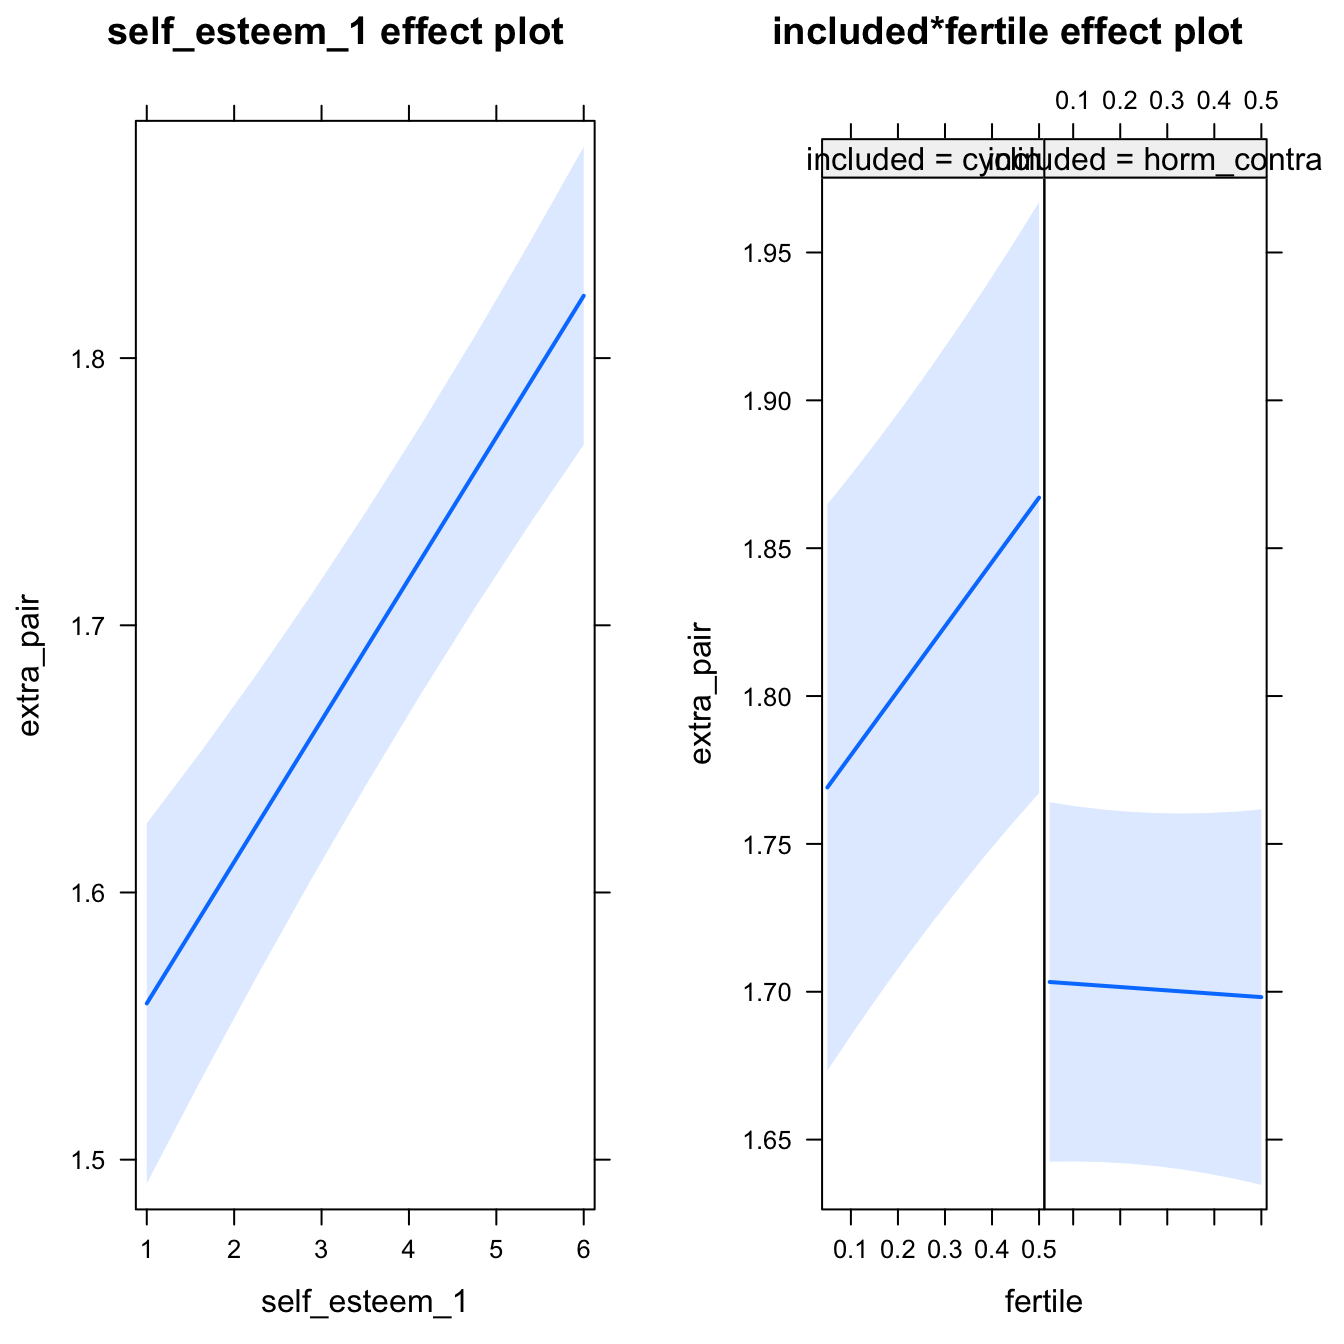 self_esteem_1 effect plot
1.8
1.7
1.6
1.5
extra_pair
1 2 3 4 5 6
self_esteem_1
included*fertile effect plot
0.1 0.2 0.3 0.4 0.5
included =
included = horm_contra
1.95
1.90
1.85
1.80
1.75
1.70
1.65
extra_pair
0.1 0.2 0.3 0.4 0.5
fertile